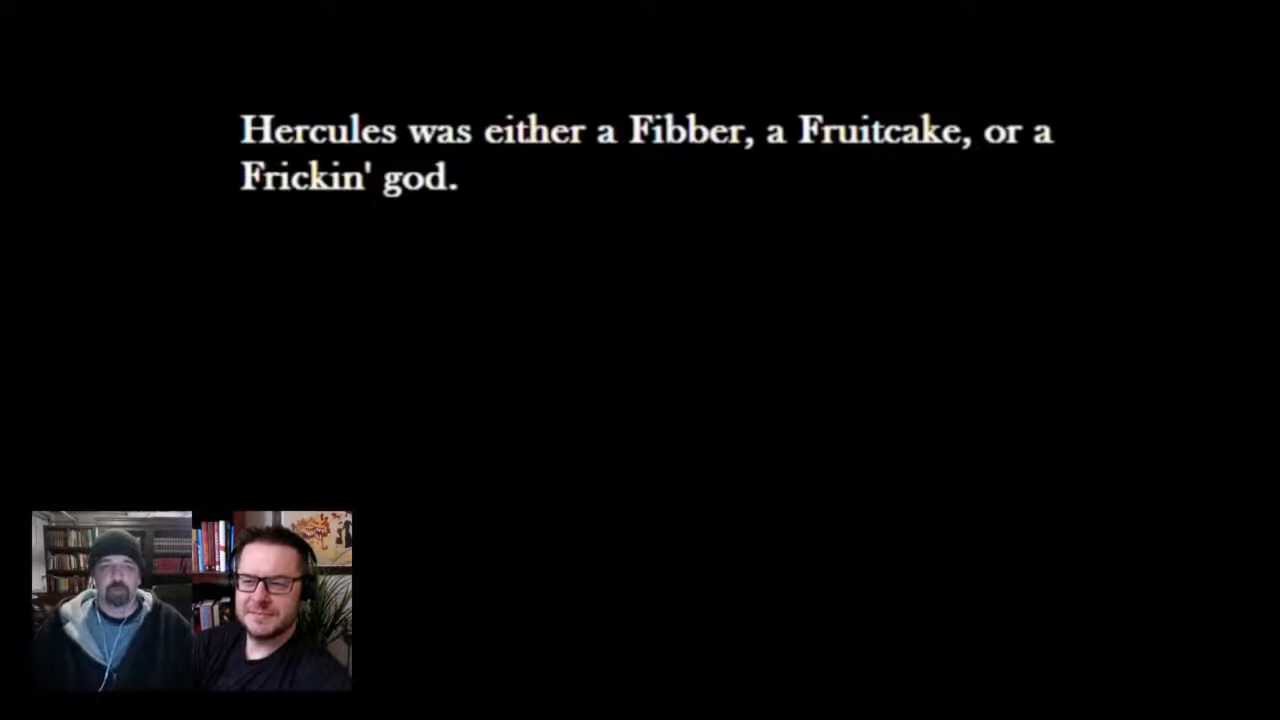 Hercules was either a Fibber, a Fruitcake, or a
Frickin' god.